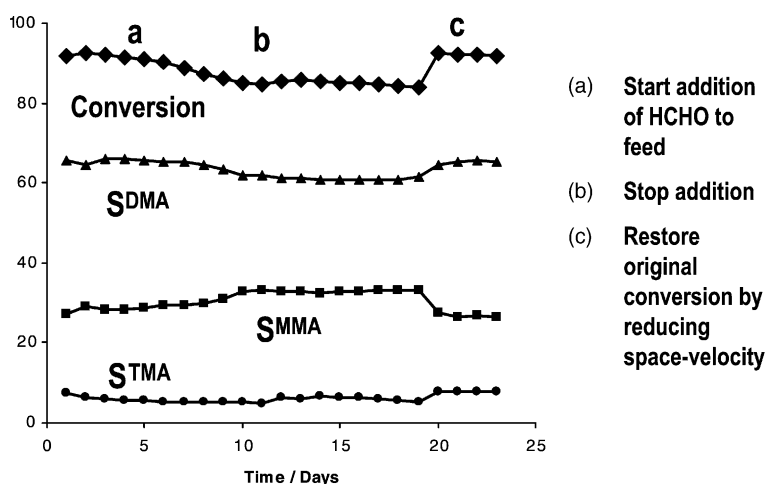 100
80
60
40
20
0
0 5 10 15 20 25
Time / Days
a
b
c
Conversion
SDMA
SMMA
STMA
(a) Start addition
of HCHO to
feed
(b) Stop addition
(c) Restore
original
conversion by
reducing
space-velocity